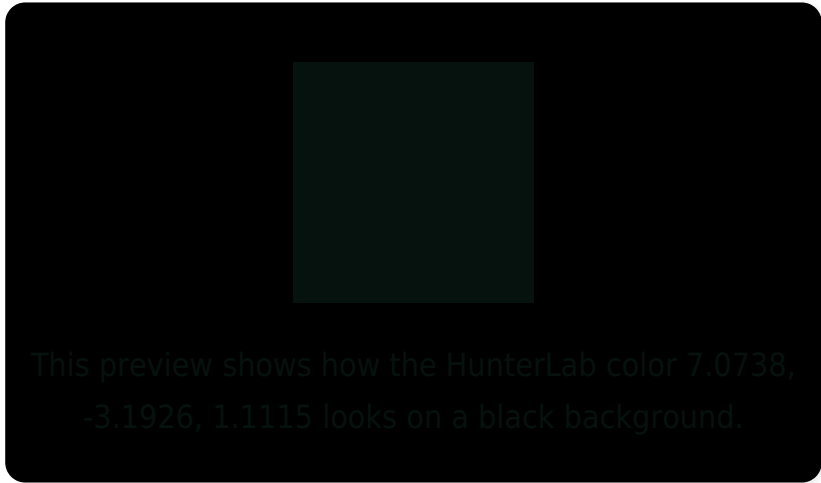 This preview shows how the HunterLab color 7.0738,
-3.1926, 1.1115 looks on a black background.